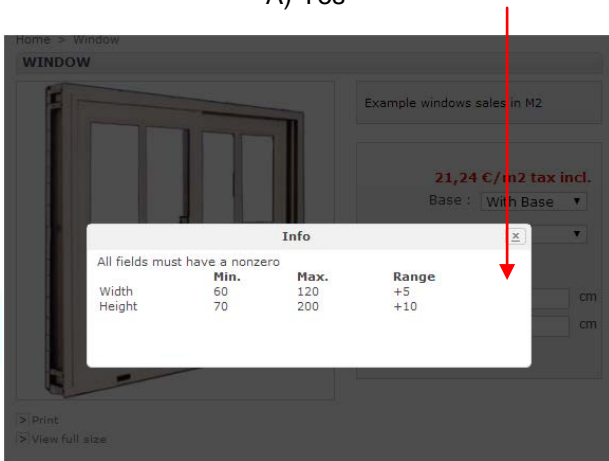 A) Yes
Home > Window
WINDOW
Example windows sales in M2
21,24 €/m2 tax incl.
Base : With Base
Info
All fields must have a nonzero
Min. Max. Range
Width 60 120 +5
Height 70 200 +10
cm
cm
> Print
> View full size